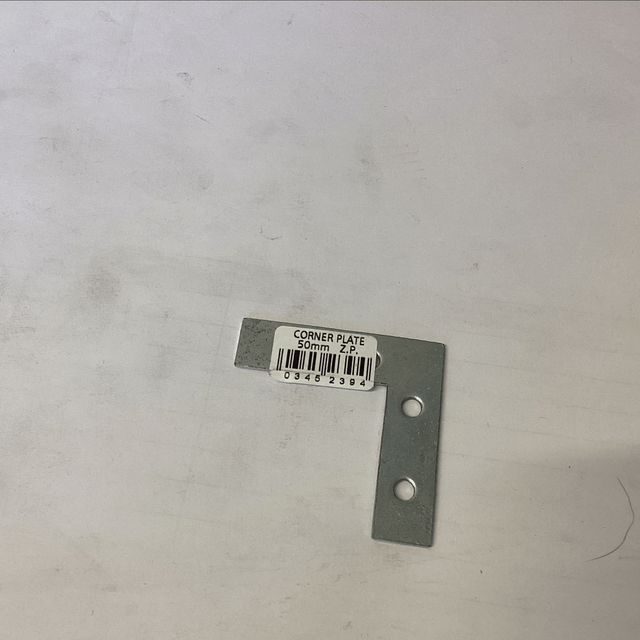 CORNER PLATE
50mm Z.P.
0345 2394